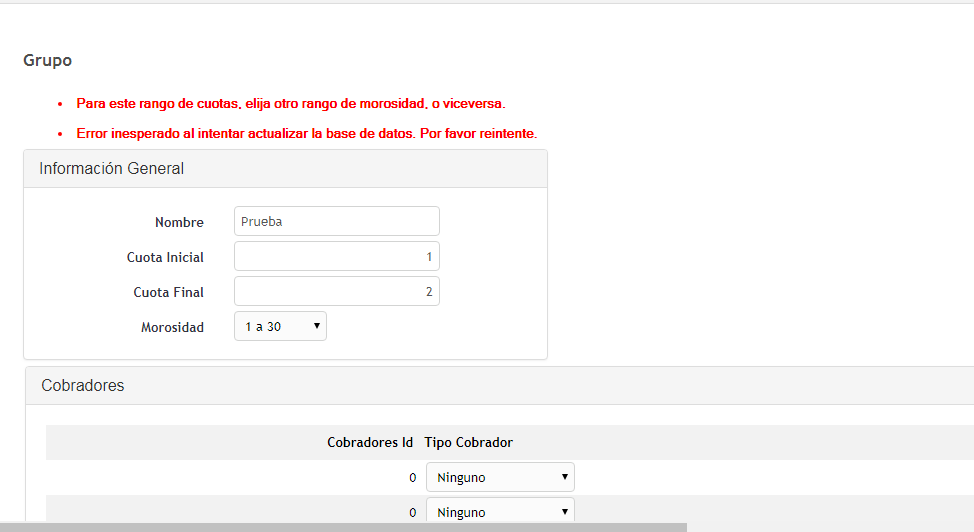 Grupo
Para este rango de cuotas, elija otro rango de morosidad, o viceversa.
Error inesperado al intentar actualizar la base de datos. Por favor reintente.
Información General
Nombre Prueba
Cuota Inicial 1
Cuota Final 2
Morosidad 1 a 30
Cobradores
Cobradores Id Tipo Cobrador
0 Ninguno
0 Ninguno